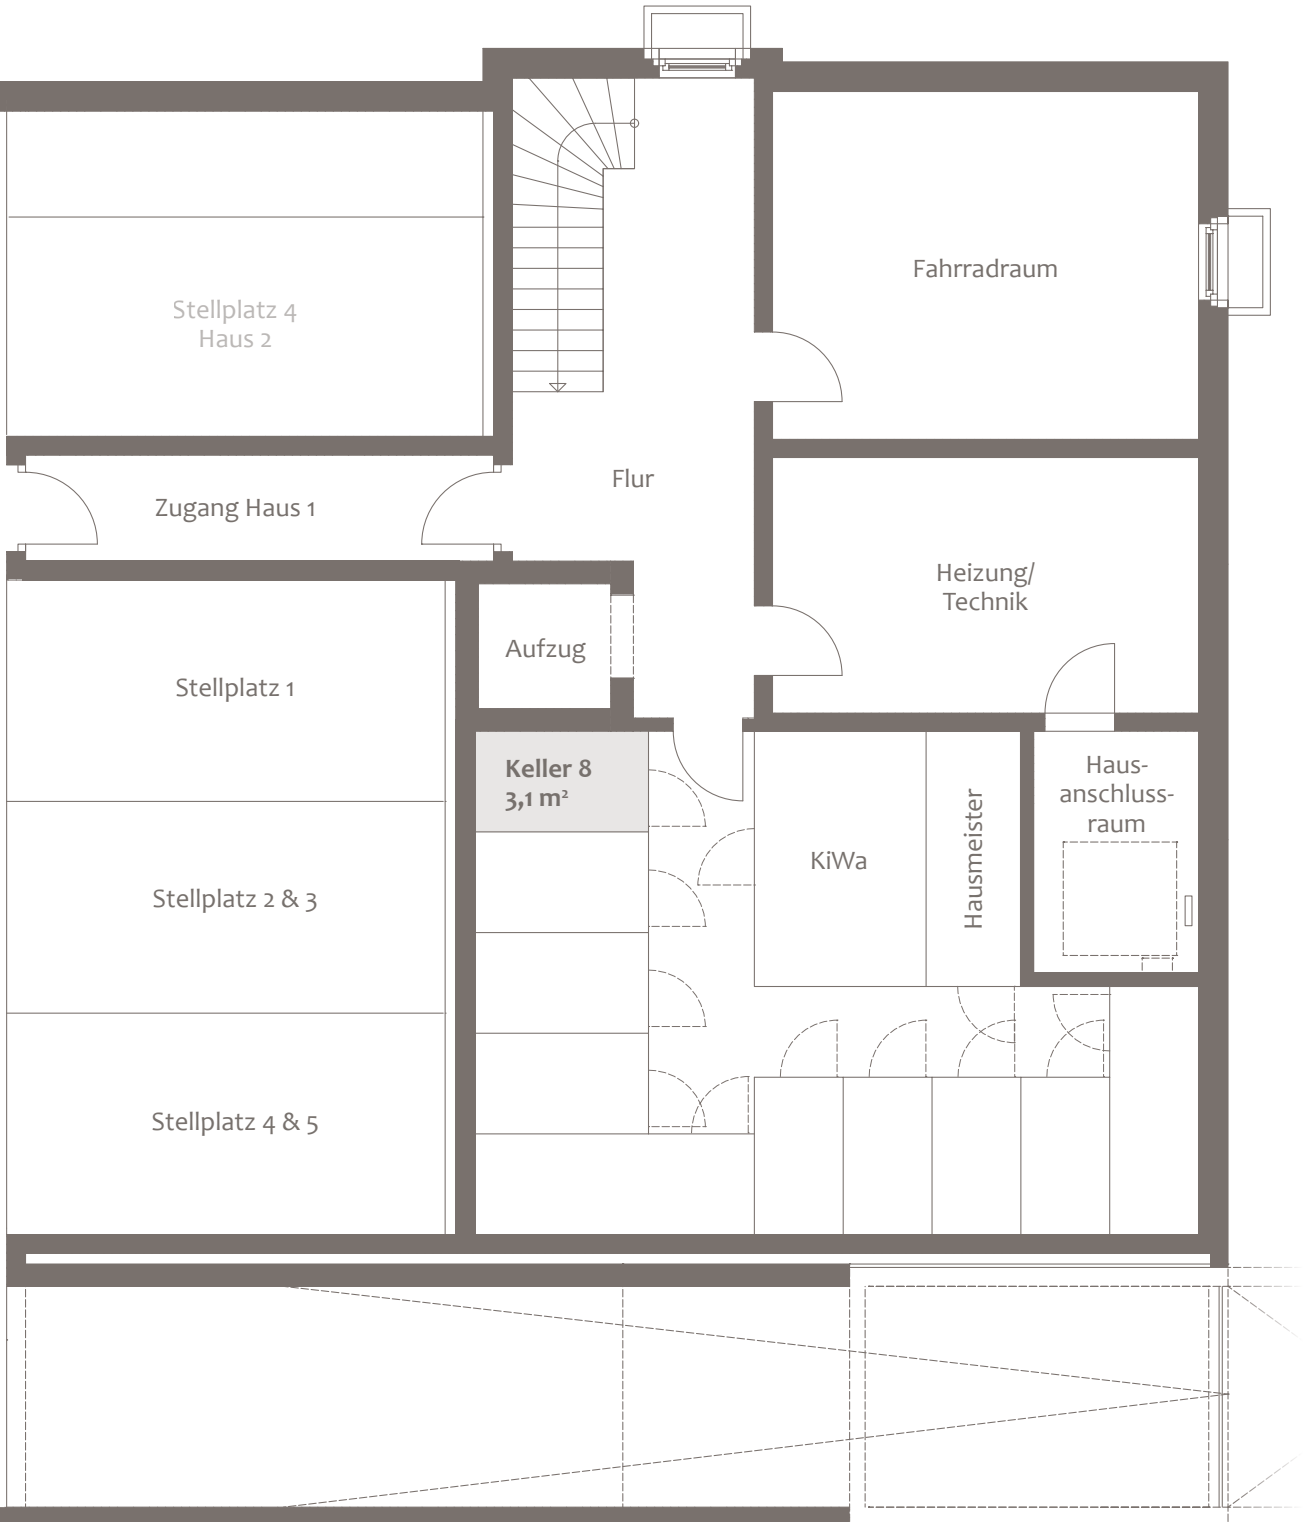 Fahrradraum
Stellplatz 4
Haus 2
Flur
Zugang Haus 1
Heizung/
Technik
Aufzug
Stellplatz 1
Keller 8
3,1 m²
Haus-
anschluss-
raum
KiWa
Hausmeister
Stellplatz 2 & 3
Stellplatz 4 & 5